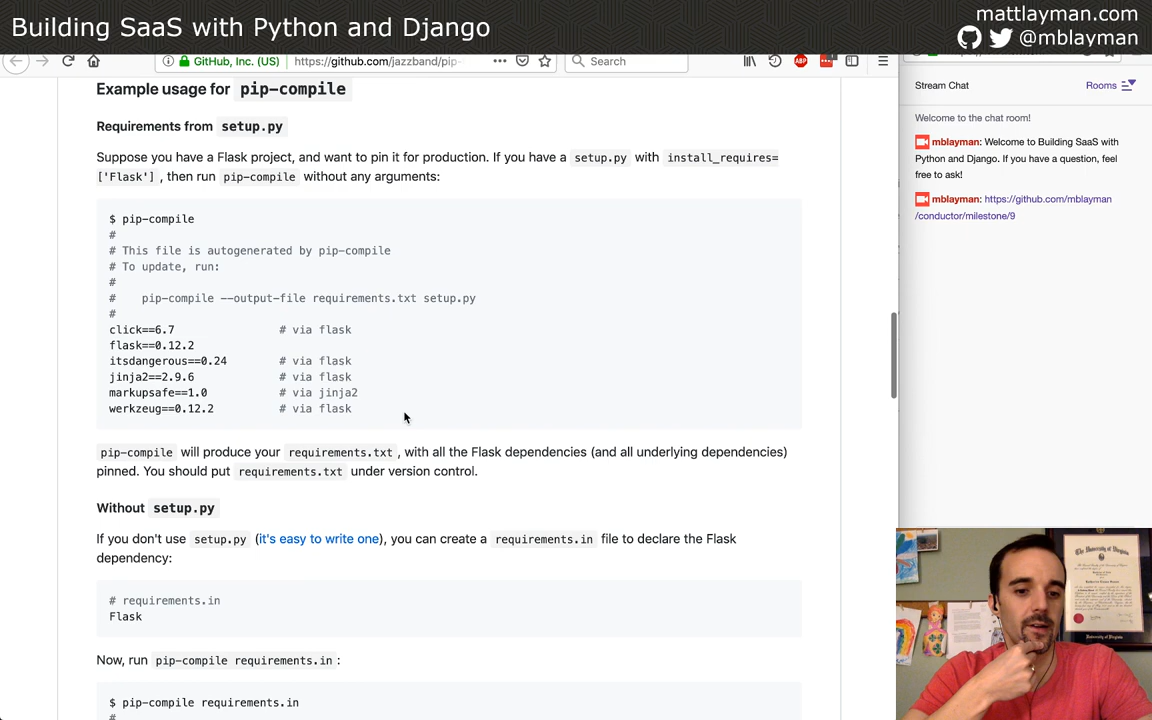 Building SaaS with Python and Django
mattlayman.com
@mblayman
GitHub, Inc. (US)
https://github.com/jazzband/pip-
Search
ABP
Stream Chat
Rooms
Welcome to the chat room!
mblayman: Welcome to Building SaaS with
Python and Django. If you have a question, feel
free to ask!
mblayman: https://github.com/mblayman
/conductor/milestone/9
Example usage for pip-compile
Requirements from setup.py
Suppose you have a Flask project, and want to pin it for production. If you have a setup.py with install_requires=
['Flask'] , then run pip-compile without any arguments:
$ pip-compile
#
# This file is autogenerated by pip-compile
# To update, run:
#
# pip-compile --output-file requirements.txt setup.py
#
click==6.7 # via flask
flask==0.12.2
itsdangerous==0.24 # via flask
jinja2==2.9.6 # via flask
markupsafe==1.0 # via jinja2
werkzeug==0.12.2 # via flask
pip-compile will produce your requirements.txt , with all the Flask dependencies (and all underlying dependencies)
pinned. You should put requirements.txt under version control.
Without setup.py
If you don't use setup.py (it's easy to write one), you can create a requirements.in file to declare the Flask
dependency:
# requirements.in
Flask
Now, run pip-compile requirements.in :
$ pip-compile requirements.in
#
The University of Virginia